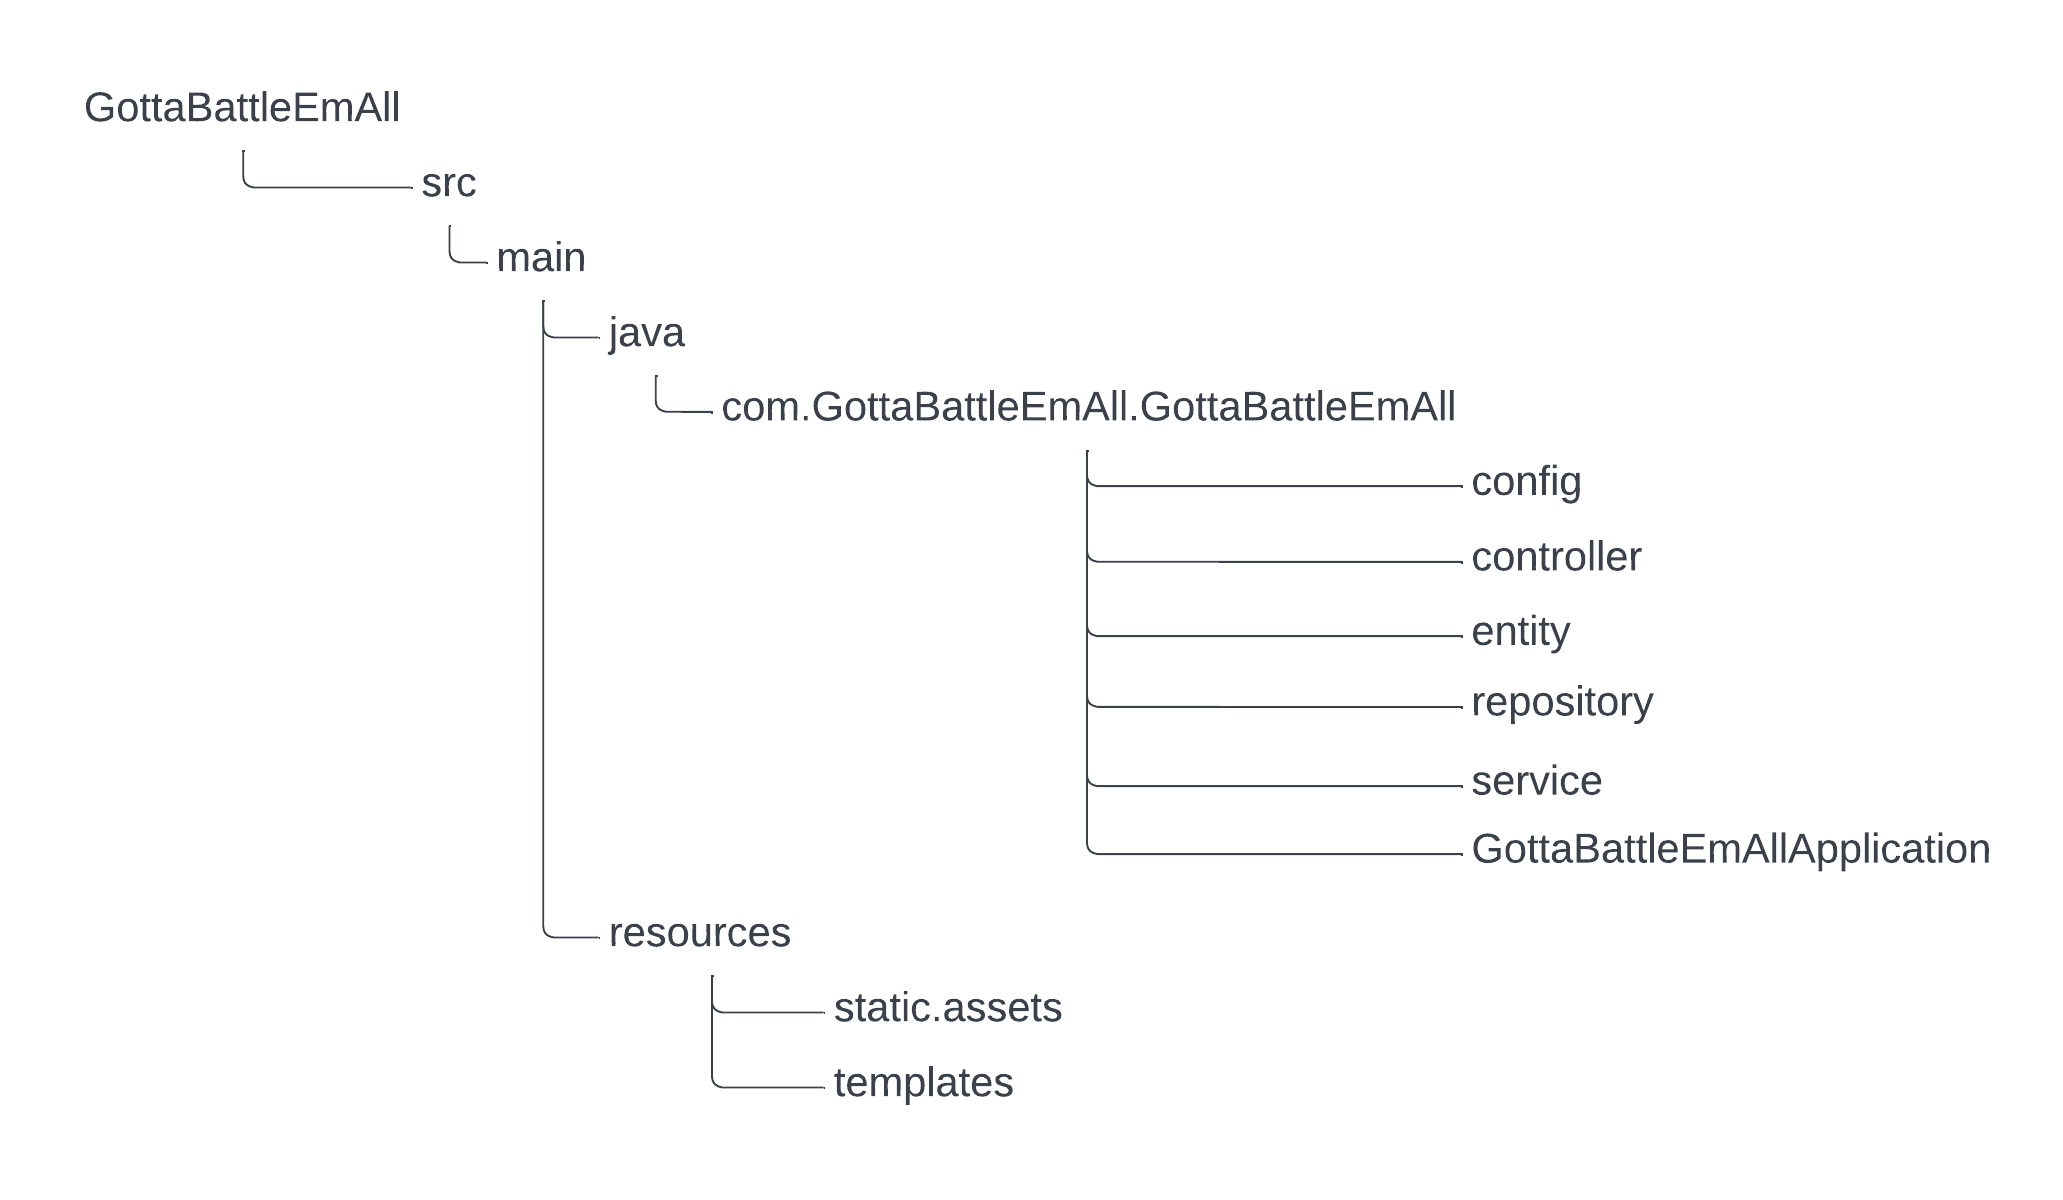 GottaBattleEmAll
src
main
java
com.GottaBattleEmAll.GottaBattleEmAll
config
controller
entity
repository
service
GottaBattleEmAllApplication
resources
static.assets
templates